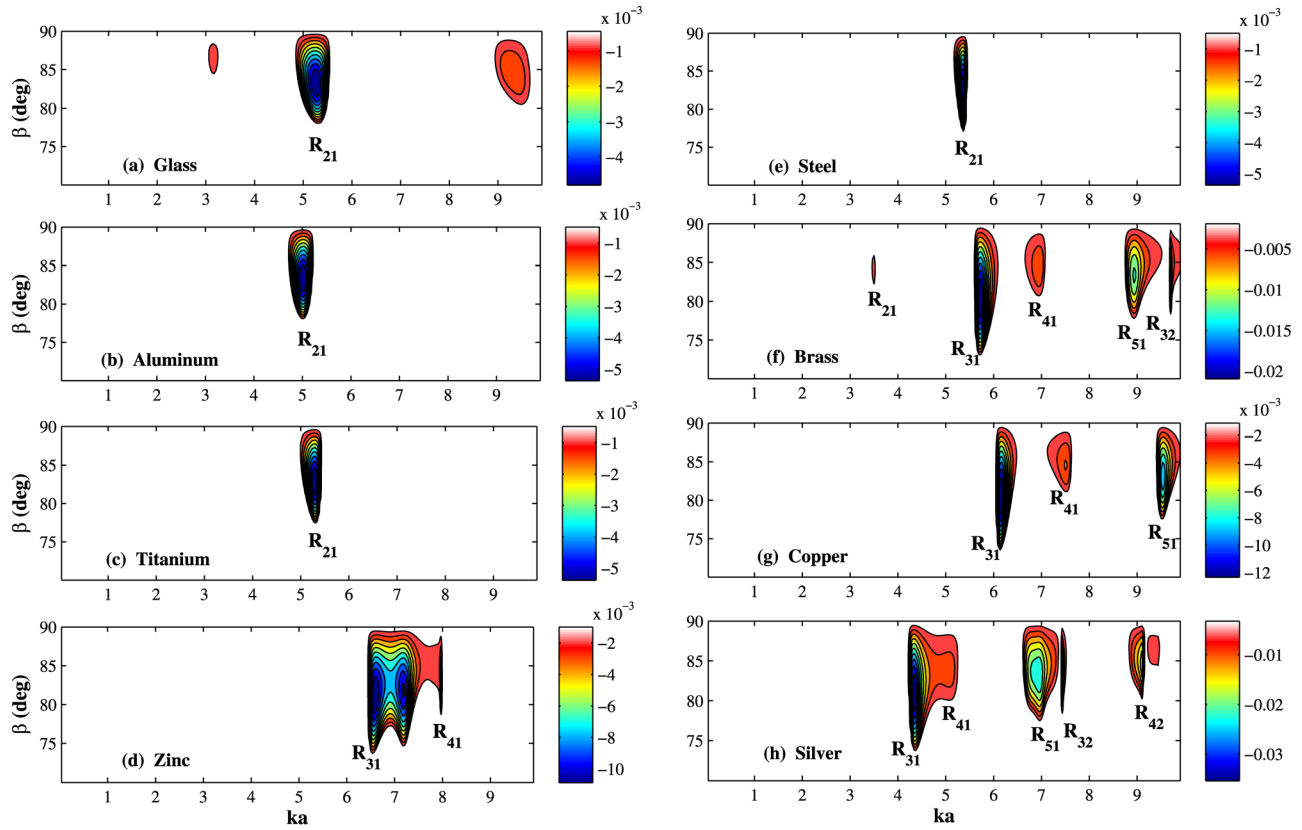 x 10⁻³
90
85
80
75
β (deg)
−1
−2
−3
−4
R₂₁
(a) Glass
1 2 3 4 5 6 7 8 9
x 10⁻³
90
85
80
75
β (deg)
−1
−2
−3
−4
−5
R₂₁
(b) Aluminum
1 2 3 4 5 6 7 8 9
x 10⁻³
90
85
80
75
β (deg)
−1
−2
−3
−4
−5
R₂₁
(c) Titanium
1 2 3 4 5 6 7 8 9
x 10⁻³
90
85
80
75
β (deg)
−2
−4
−6
−8
−10
R₃₁
R₄₁
(d) Zinc
1 2 3 4 5 6 7 8 9
ka
x 10⁻³
90
85
80
75
−1
−2
−3
−4
−5
R₂₁
(e) Steel
1 2 3 4 5 6 7 8 9
90
85
80
75
−0.005
−0.01
−0.015
−0.02
R₂₁
R₃₁
R₄₁
R₅₁
R₃₂
(f) Brass
1 2 3 4 5 6 7 8 9
x 10⁻³
90
85
80
75
−2
−4
−6
−8
−10
−12
R₃₁
R₄₁
R₅₁
(g) Copper
1 2 3 4 5 6 7 8 9
90
85
80
75
−0.01
−0.02
−0.03
R₃₁
R₄₁
R₅₁
R₃₂
R₄₂
(h) Silver
1 2 3 4 5 6 7 8 9
ka